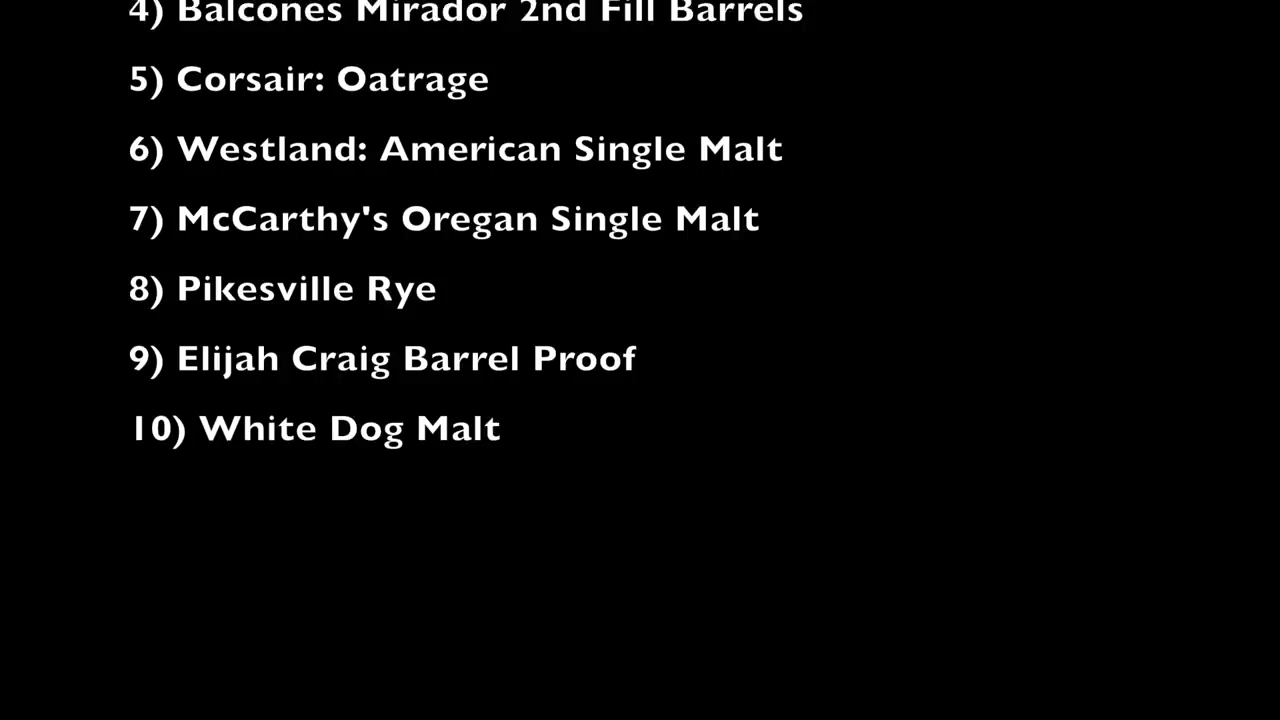 4) Balcones Mirador 2nd Fill Barrels
5) Corsair: Oatrage
6) Westland: American Single Malt
7) McCarthy's Oregan Single Malt
8) Pikesville Rye
9) Elijah Craig Barrel Proof
10) White Dog Malt